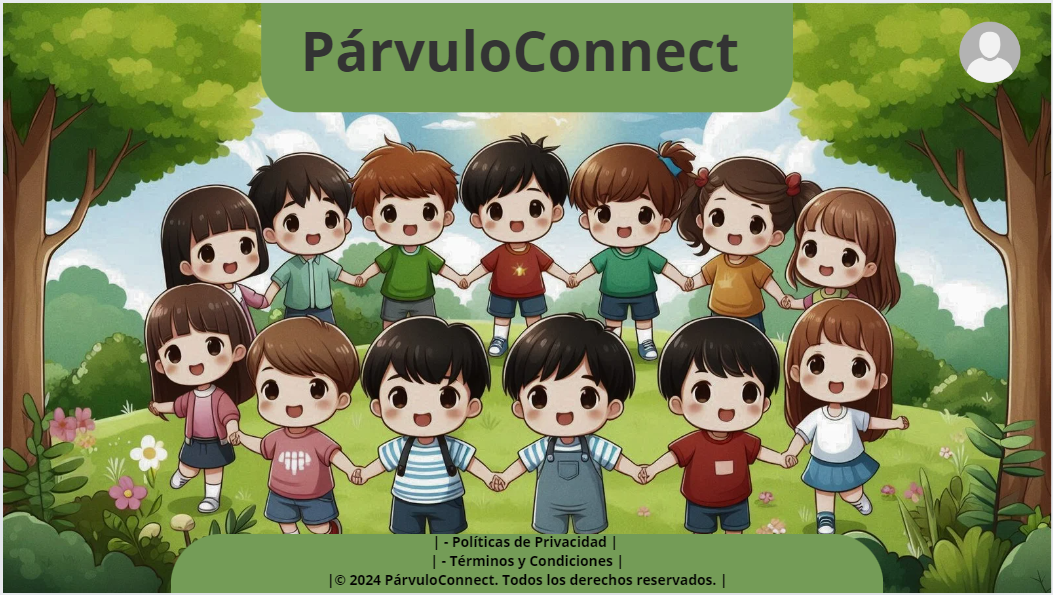 PárvuloConnect
| - Políticas de Privacidad |
| - Términos y Condiciones |
|© 2024 PárvuloConnect. Todos los derechos reservados. |